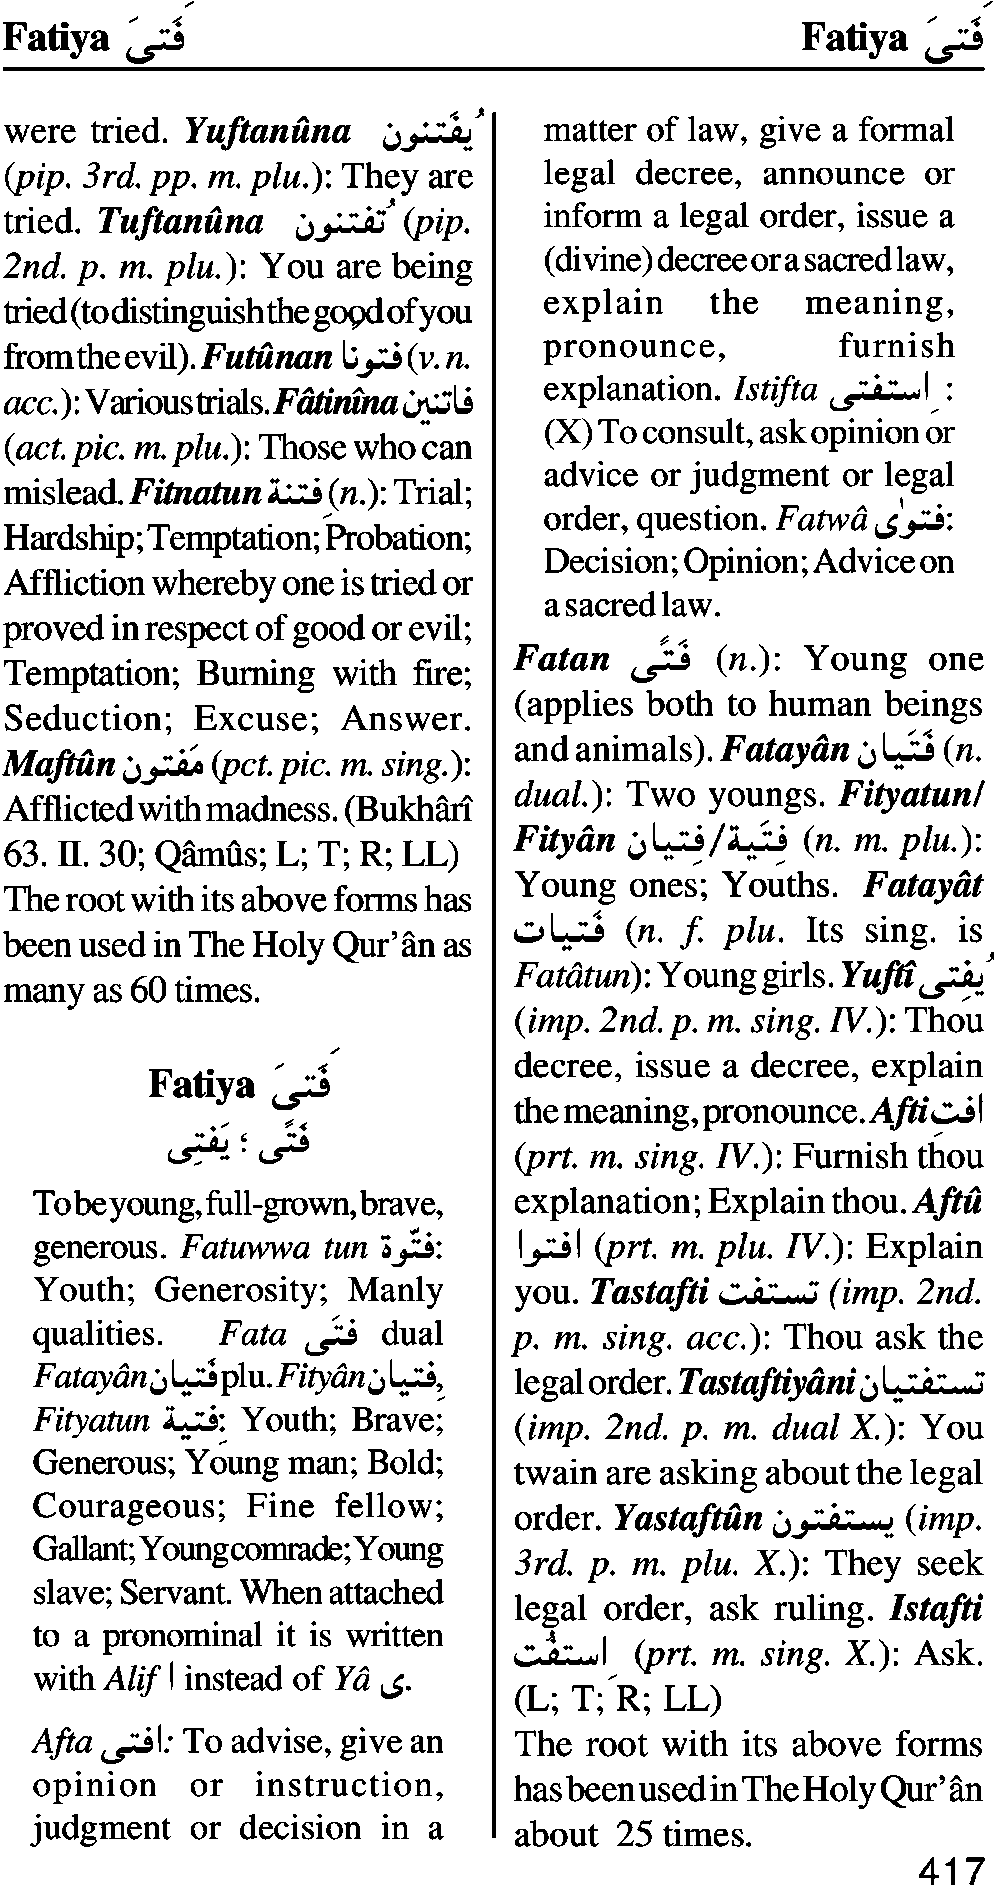 Fatiya فَتىَ
Fatiya فَتىَ
were tried. Yuftanûna يُفتَنون
(pip. 3rd. pp. m. plu.): They are
tried. Tuftanûna تُفتنون (pip.
2nd. p. m. plu.): You are being
tried (to distinguish the good of you
from the evil). Futûnan فتونا (v. n.
acc.): Various trials. Fâtinîna فاتنين
(act. pic. m. plu.): Those who can
mislead. Fitnatun فِتنة (n.): Trial;
Hardship; Temptation; Probation;
Affliction whereby one is tried or
proved in respect of good or evil;
Temptation; Burning with fire;
Seduction; Excuse; Answer.
Maftûn مَفتون (pct. pic. m. sing.):
Afflicted with madness. (Bukhârî
63. II. 30; Qâmûs; L; T; R; LL)
The root with its above forms has
been used in The Holy Qur’ân as
many as 60 times.
Fatiya فَتىَ
فَتًى ؛ يَفتِى
To be young, full-grown, brave,
generous. Fatuwwa tun فتّوة:
Youth; Generosity; Manly
qualities. Fata فتَى dual
Fatayân فَتيان plu. Fityân فِتيان,
Fityatun فِتية: Youth; Brave;
Generous; Young man; Bold;
Courageous; Fine fellow;
Gallant; Young comrade; Young
slave; Servant. When attached
to a pronominal it is written
with Alif ا instead of Yâ ى.
Afta افتى: To advise, give an
opinion or instruction,
judgment or decision in a
matter of law, give a formal
legal decree, announce or
inform a legal order, issue a
(divine) decree or a sacred law,
explain the meaning,
pronounce, furnish
explanation. Istifta اِستفتى :
(X) To consult, ask opinion or
advice or judgment or legal
order, question. Fatwâ فتوٰى:
Decision; Opinion; Advice on
a sacred law.
Fatan فَتًى (n.): Young one
(applies both to human beings
and animals). Fatayân فَتَيان (n.
dual.): Two youngs. Fityatun/
Fityân فِتَية/فِتيان (n. m. plu.):
Young ones; Youths. Fatayât
فَتيات (n. f. plu. Its sing. is
Fatâtun): Young girls. Yuftî يُفتِى
(imp. 2nd. p. m. sing. IV.): Thou
decree, issue a decree, explain
the meaning, pronounce. Afti افتِ
(prt. m. sing. IV.): Furnish thou
explanation; Explain thou. Aftû
افتوا (prt. m. plu. IV.): Explain
you. Tastafti تستفت (imp. 2nd.
p. m. sing. acc.): Thou ask the
legal order. Tastaftiyâni تستفتيان
(imp. 2nd. p. m. dual X.): You
twain are asking about the legal
order. Yastaftûn يستفتون (imp.
3rd. p. m. plu. X.): They seek
legal order, ask ruling. Istafti
اِستفت (prt. m. sing. X.): Ask.
(L; T; R; LL)
The root with its above forms
has been used in The Holy Qur’ân
about 25 times.
417